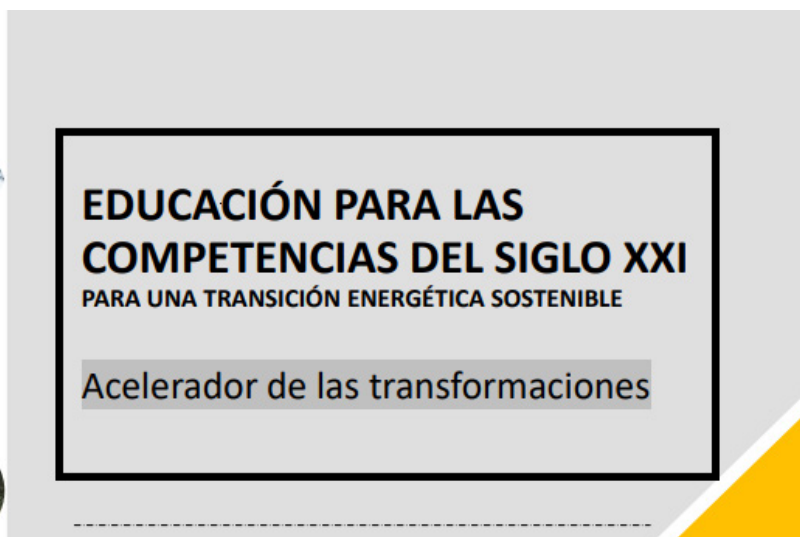 EDUCACIÓN PARA LAS
COMPETENCIAS DEL SIGLO XXI
PARA UNA TRANSICIÓN ENERGÉTICA SOSTENIBLE
Acelerador de las transformaciones